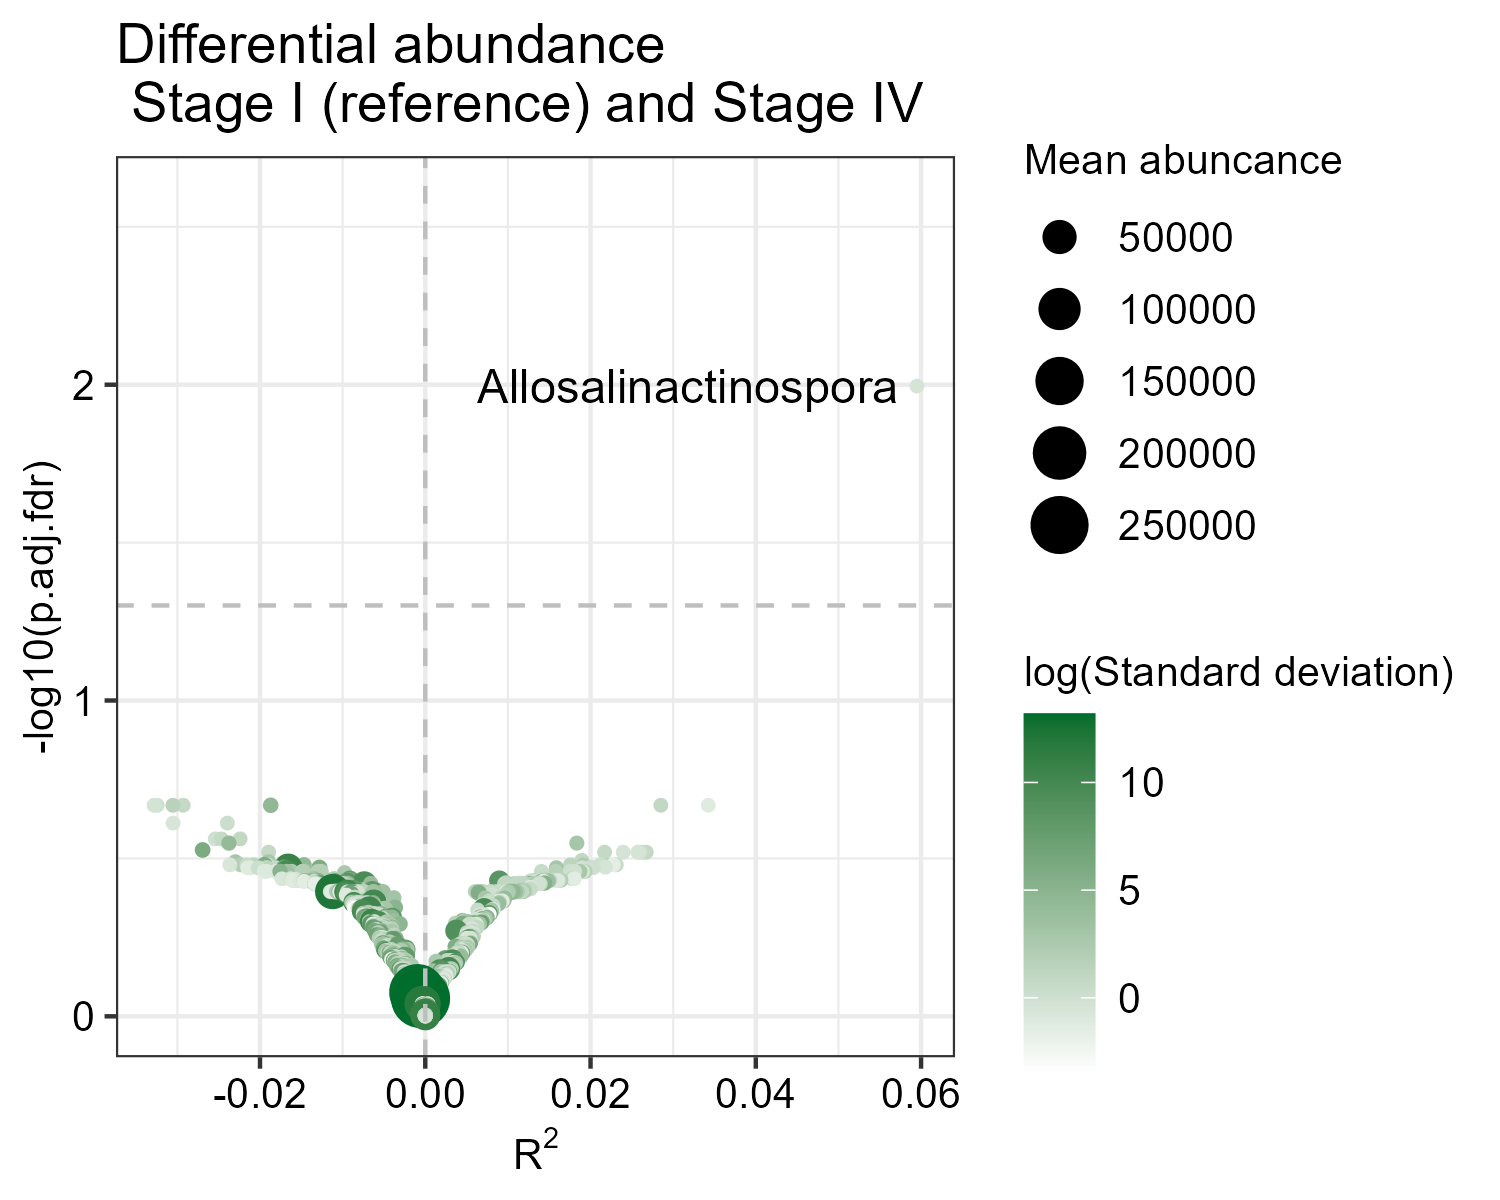 Differential abundance
Stage I (reference) and Stage IV
Allosalinactinospora
2
1
0
-log10(p.adj.fdr)
-0.02 0.00 0.02 0.04 0.06
R²
Mean abuncance
50000
100000
150000
200000
250000
log(Standard deviation)
10
5
0